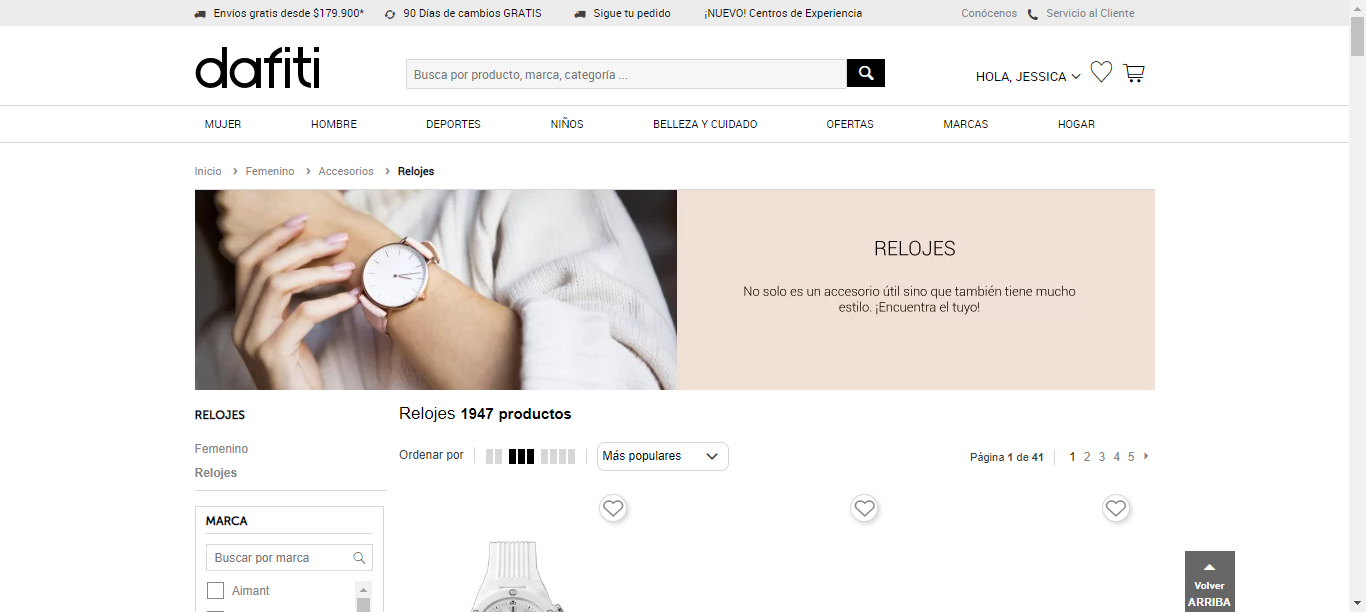 Envíos gratis desde $179.900* 90 Días de cambios GRATIS Sigue tu pedido ¡NUEVO! Centros de Experiencia Conócenos Servicio al Cliente
dafiti
Busca por producto, marca, categoría ...
HOLA, JESSICA
MUJER HOMBRE DEPORTES NIÑOS BELLEZA Y CUIDADO OFERTAS MARCAS HOGAR
Inicio Femenino Accesorios Relojes
RELOJES
No solo es un accesorio útil sino que también tiene mucho
estilo. ¡Encuentra el tuyo!
RELOJES
Femenino
Relojes
MARCA
Buscar por marca
Aimant
Relojes 1947 productos
Ordenar por Más populares Página 1 de 41 1 2 3 4 5
Volver
ARRIBA